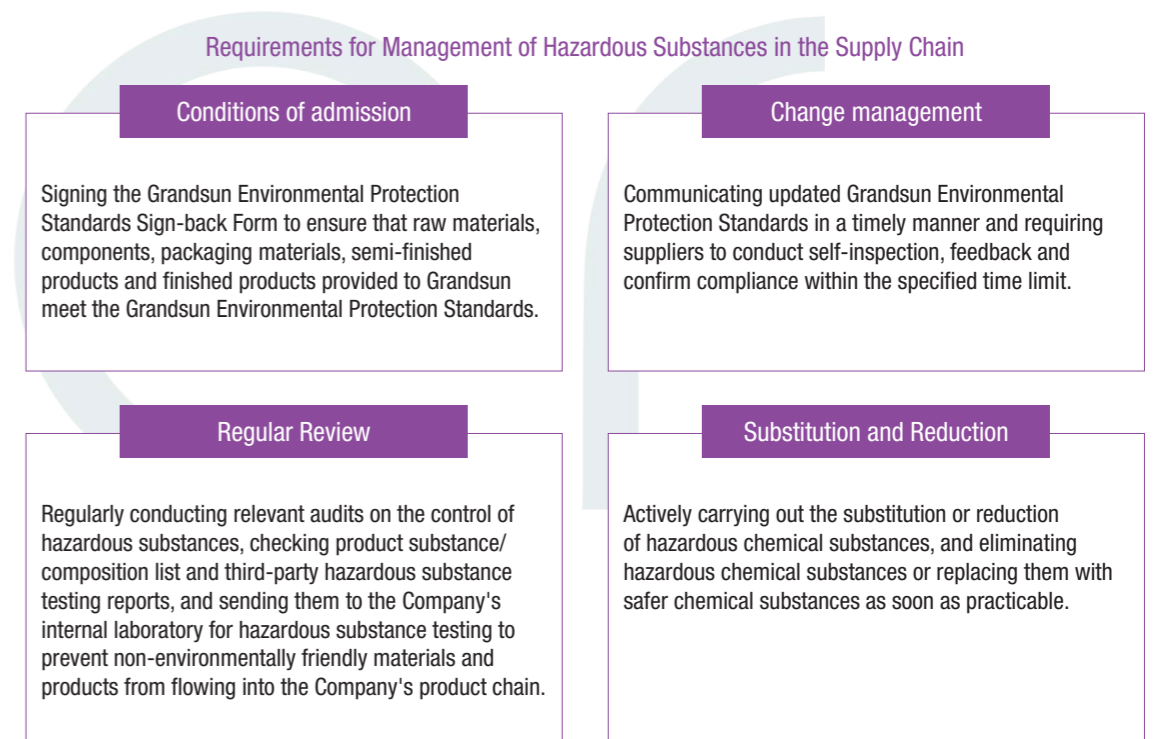 Requirements for Management of Hazardous Substances in the Supply Chain
Conditions of admission
Signing the Grandsun Environmental Protection
Standards Sign-back Form to ensure that raw materials,
components, packaging materials, semi-finished
products and finished products provided to Grandsun
meet the Grandsun Environmental Protection Standards.
Change management
Communicating updated Grandsun Environmental
Protection Standards in a timely manner and requiring
suppliers to conduct self-inspection, feedback and
confirm compliance within the specified time limit.
Regular Review
Regularly conducting relevant audits on the control of
hazardous substances, checking product substance/
composition list and third-party hazardous substance
testing reports, and sending them to the Company's
internal laboratory for hazardous substance testing to
prevent non-environmentally friendly materials and
products from flowing into the Company's product chain.
Substitution and Reduction
Actively carrying out the substitution or reduction
of hazardous chemical substances, and eliminating
hazardous chemical substances or replacing them with
safer chemical substances as soon as practicable.